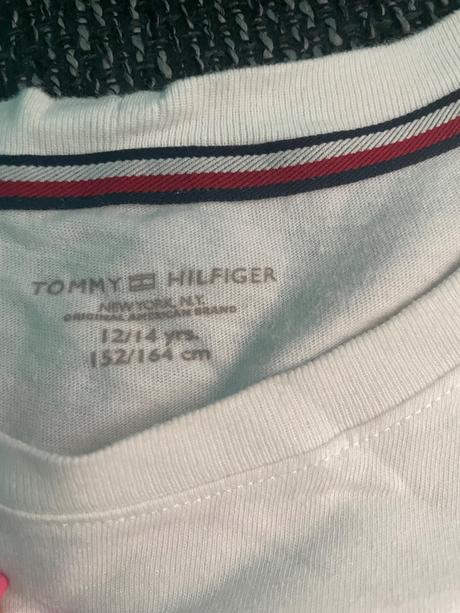 TOMMY HILFIGER
NEW YORK, N.Y.
ORIGINAL AMERICAN BRAND
12/14 yrs.
152/164 cm